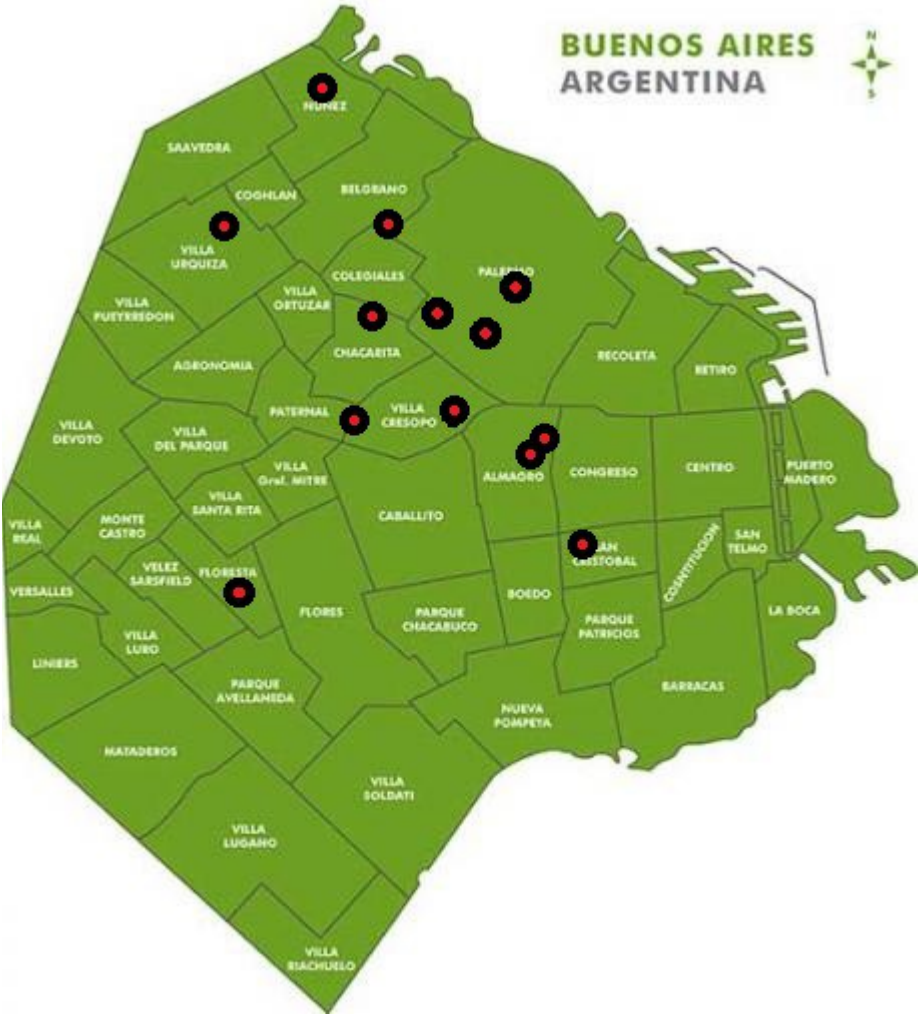 BUENOS AIRES
ARGENTINA
N
S
NUÑEZ
SAAVEDRA
COGHLAN
BELGRANO
VILLA
URQUIZA
COLEGIALES
PALERMO
VILLA
ORTUZAR
VILLA
PUEYRREDON
CHACARITA
AGRONOMIA
RECOLETA
RETIRO
PATERNAL
VILLA
CRESOPO
VILLA
DEVOTO
VILLA
DEL PARQUE
VILLA
Gral. MITRE
ALMAGRO
CONGRESO
CENTRO
PUERTO
MADERO
VILLA
SANTA RITA
CABALLITO
VILLA
REAL
MONTE
CASTRO
SAN
TELMO
COSNTITUCION
SAN
CRISTOBAL
VELEZ
SARSFIELD
FLORESTA
VERSALLES
BOEDO
FLORES
PARQUE
CHACABUCO
PARQUE
PATRICIOS
LA BOCA
VILLA
LURO
LINIERS
PARQUE
AVELLANEDA
BARRACAS
NUEVA
POMPEYA
MATADEROS
VILLA
SOLDATI
VILLA
LUGANO
VILLA
RIACHUELO